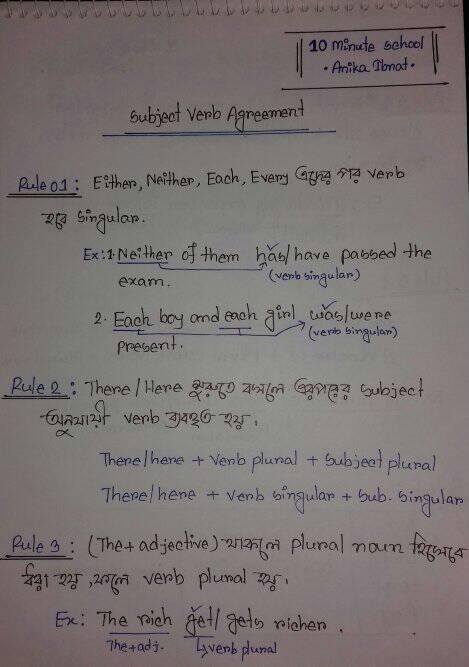 10 Minute School
• Anika Ibnat •
Subject Verb Agreement
Rule 01: Either, Neither, Each, Every এদের পর verb
হবে singular.
Ex: 1. Neither of them has/have passed the
(verb singular)
exam.
2. Each boy and each girl was/were
(verb singular)
present.
Rule 2: There/Here শুরুতে বসলে এরপরের subject
অনুযায়ী verb ব্যবহৃত হয়।
There/here + verb plural + subject plural
There/here + verb singular + sub. singular
Rule 3: (The + adjective) থাকলে plural noun হিসেবে
ধরা হয়, ফলে verb plural হয়।
Ex: The rich get/gets richer.
The+adj. ↳verb plural